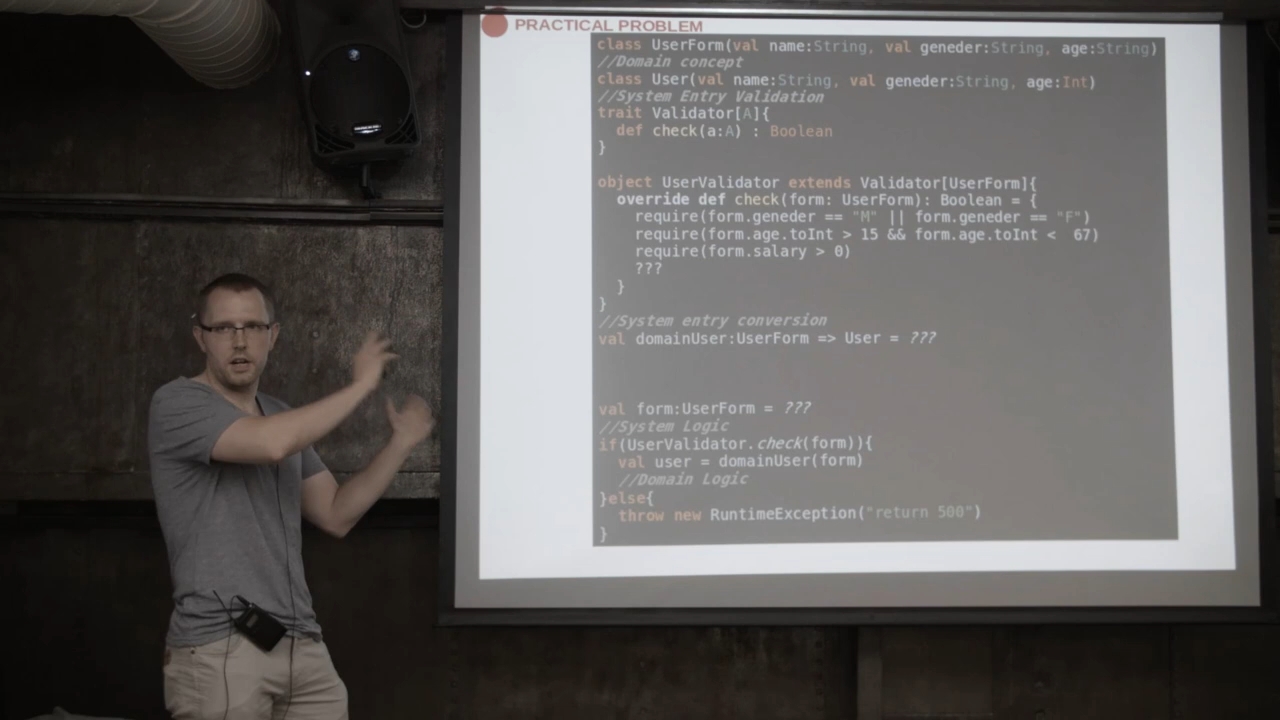 PRACTICAL PROBLEM
class UserForm(val name:String, val geneder:String, age:String)
//Domain concept
class User(val name:String, val geneder:String, age:Int)
//System Entry Validation
trait Validator[A]{
  def check(a:A) : Boolean
}
object UserValidator extends Validator[UserForm]{
  override def check(form: UserForm): Boolean = {
    require(form.geneder == "M" || form.geneder == "F")
    require(form.age.toInt > 15 && form.age.toInt <  67)
    require(form.salary > 0)
    ???
  }
}
//System entry conversion
val domainUser:UserForm => User = ???
val form:UserForm = ???
//System Logic
if(UserValidator.check(form)){
  val user = domainUser(form)
  //Domain Logic
}else{
  throw new RuntimeException("return 500")
}